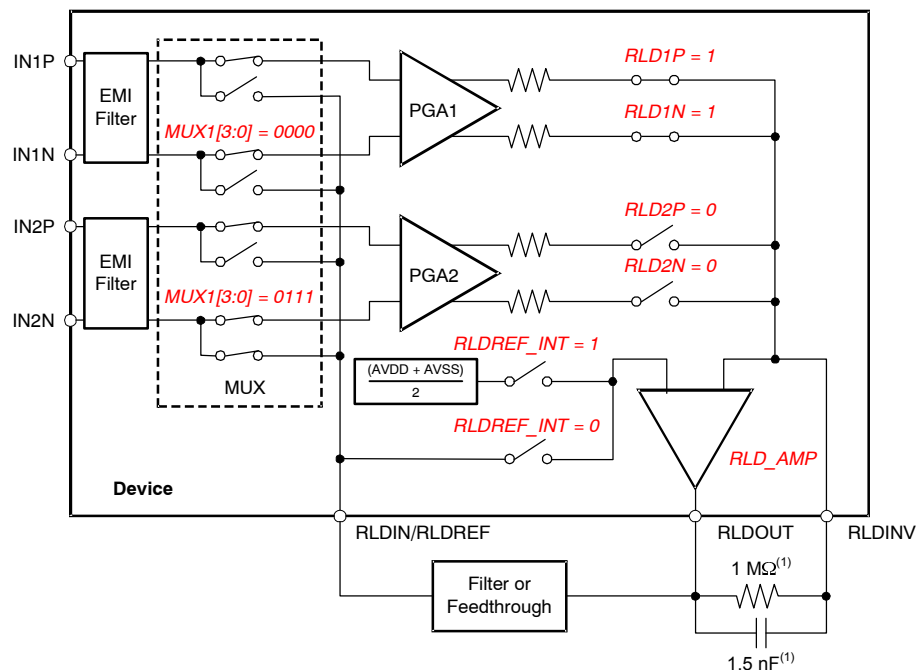 IN1P
IN1N
IN2P
IN2N
EMI
Filter
EMI
Filter
MUX1[3:0] = 0000
MUX1[3:0] = 0111
MUX
PGA1
PGA2
RLD1P = 1
RLD1N = 1
RLD2P = 0
RLD2N = 0
RLDREF_INT = 1
(AVDD + AVSS)
2
RLDREF_INT = 0
RLD_AMP
Device
RLDIN/RLDREF
RLDOUT
RLDINV
Filter or
Feedthrough
1 MΩ(1)
1.5 nF(1)